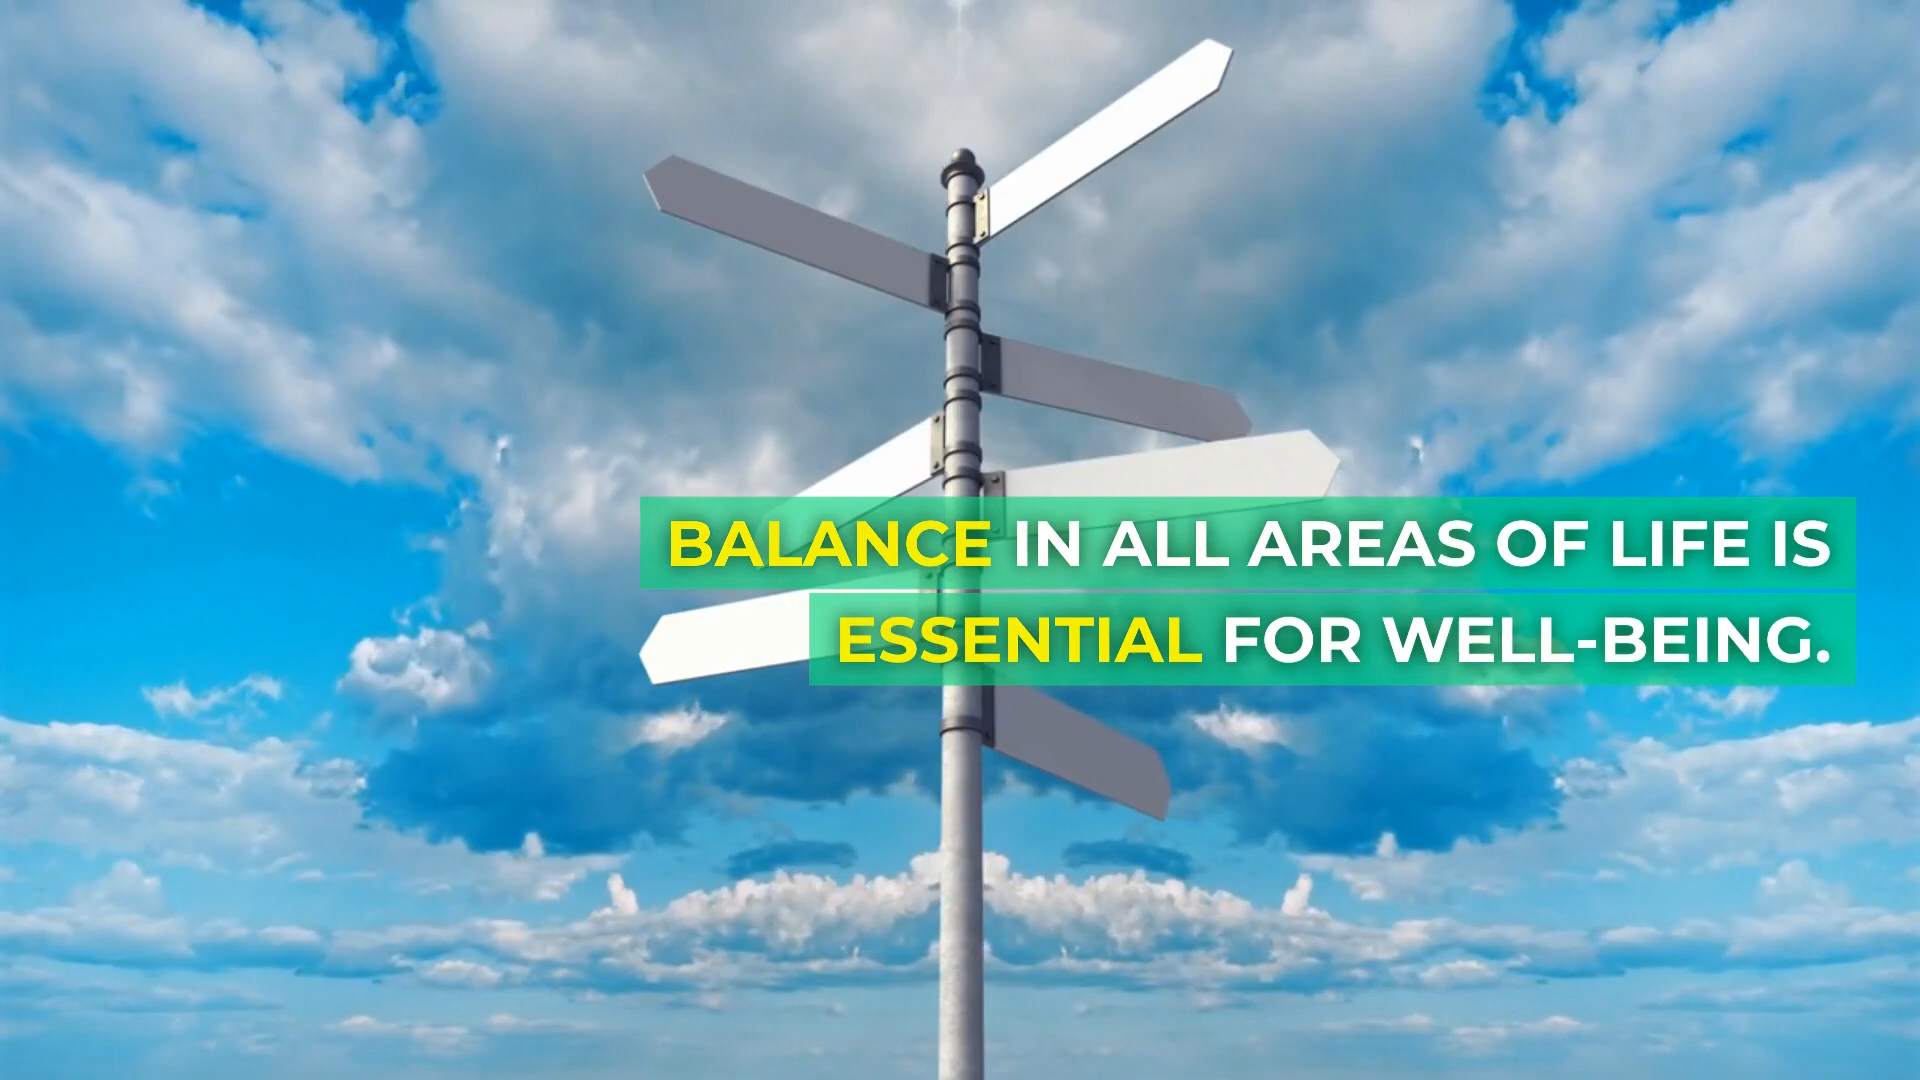 BALANCE IN ALL AREAS OF LIFE IS
ESSENTIAL FOR WELL-BEING.